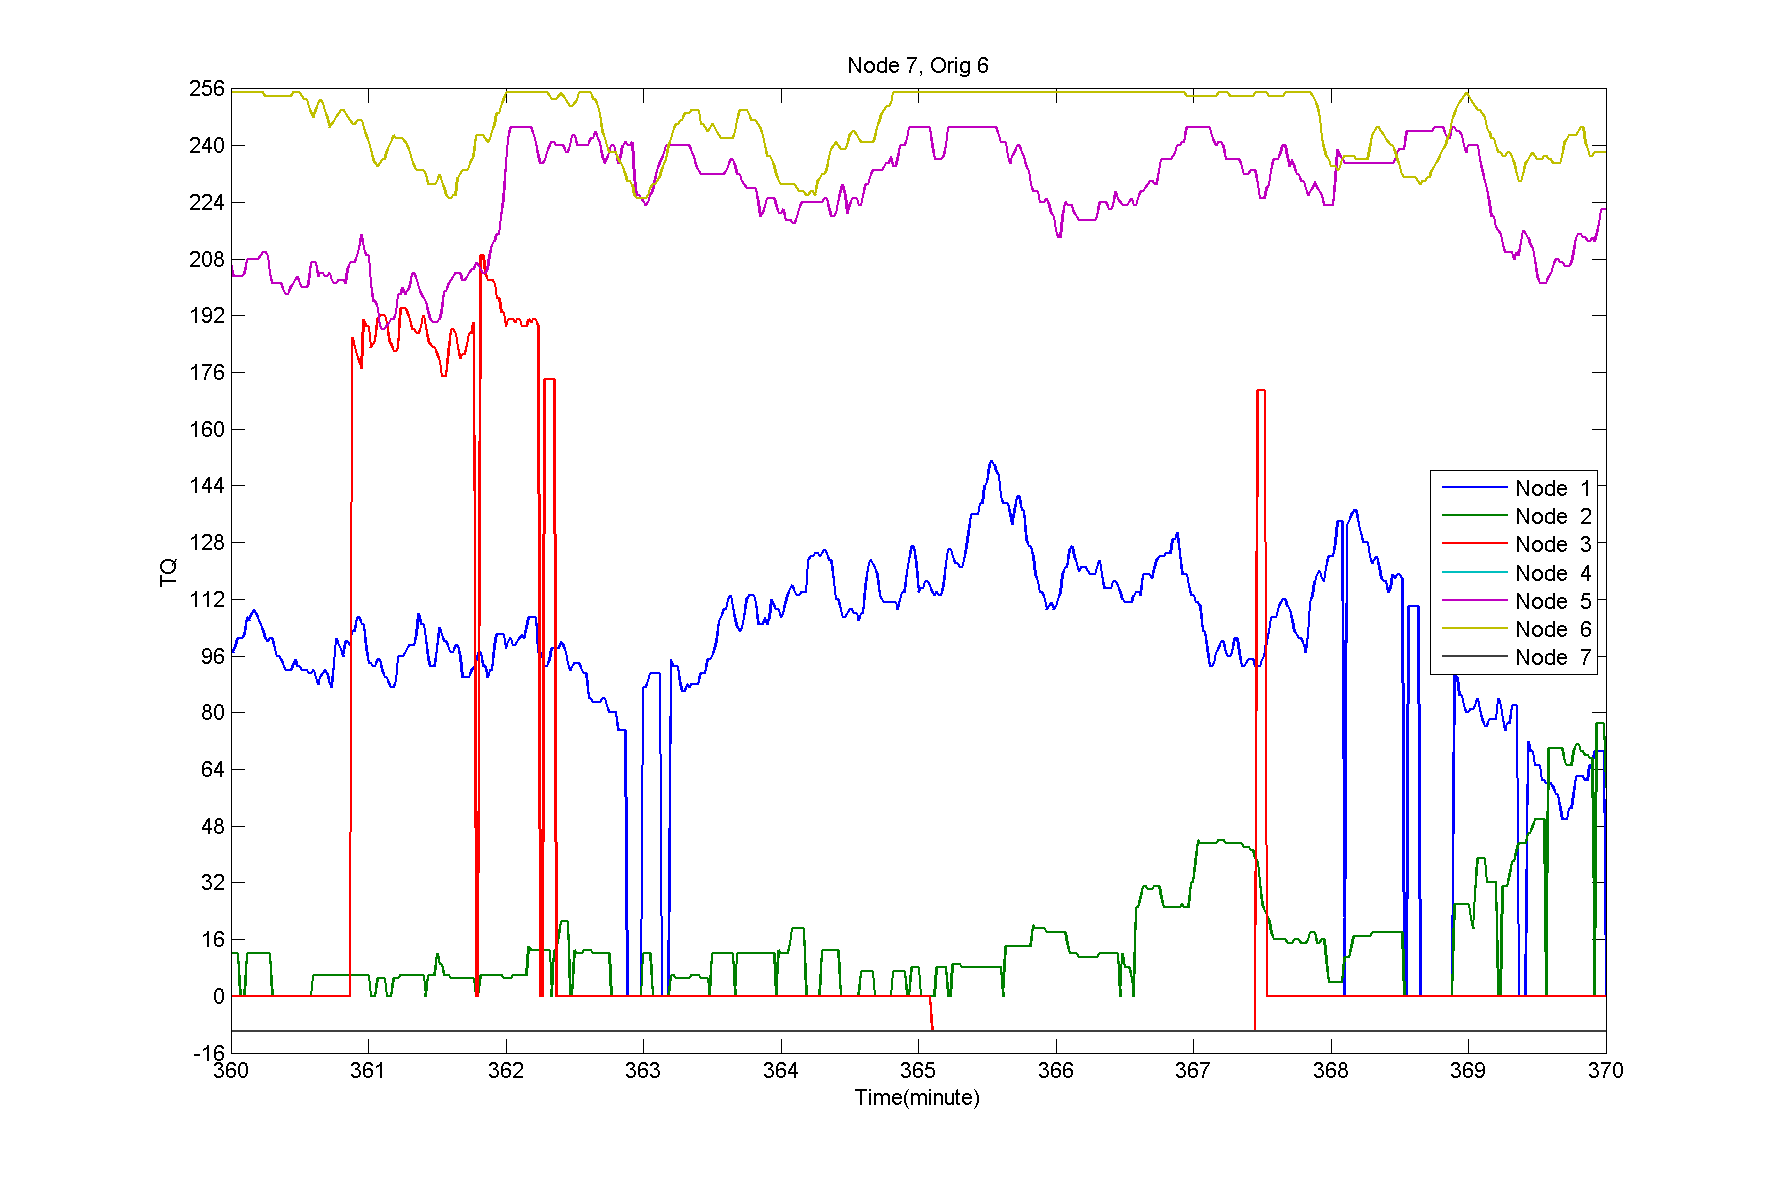 Node 7, Orig 6
256
240
224
208
192
176
160
144
128
112
96
80
64
48
32
16
0
-16
TQ
Node 1
Node 2
Node 3
Node 4
Node 5
Node 6
Node 7
360 361 362 363 364 365 366 367 368 369 370
Time(minute)